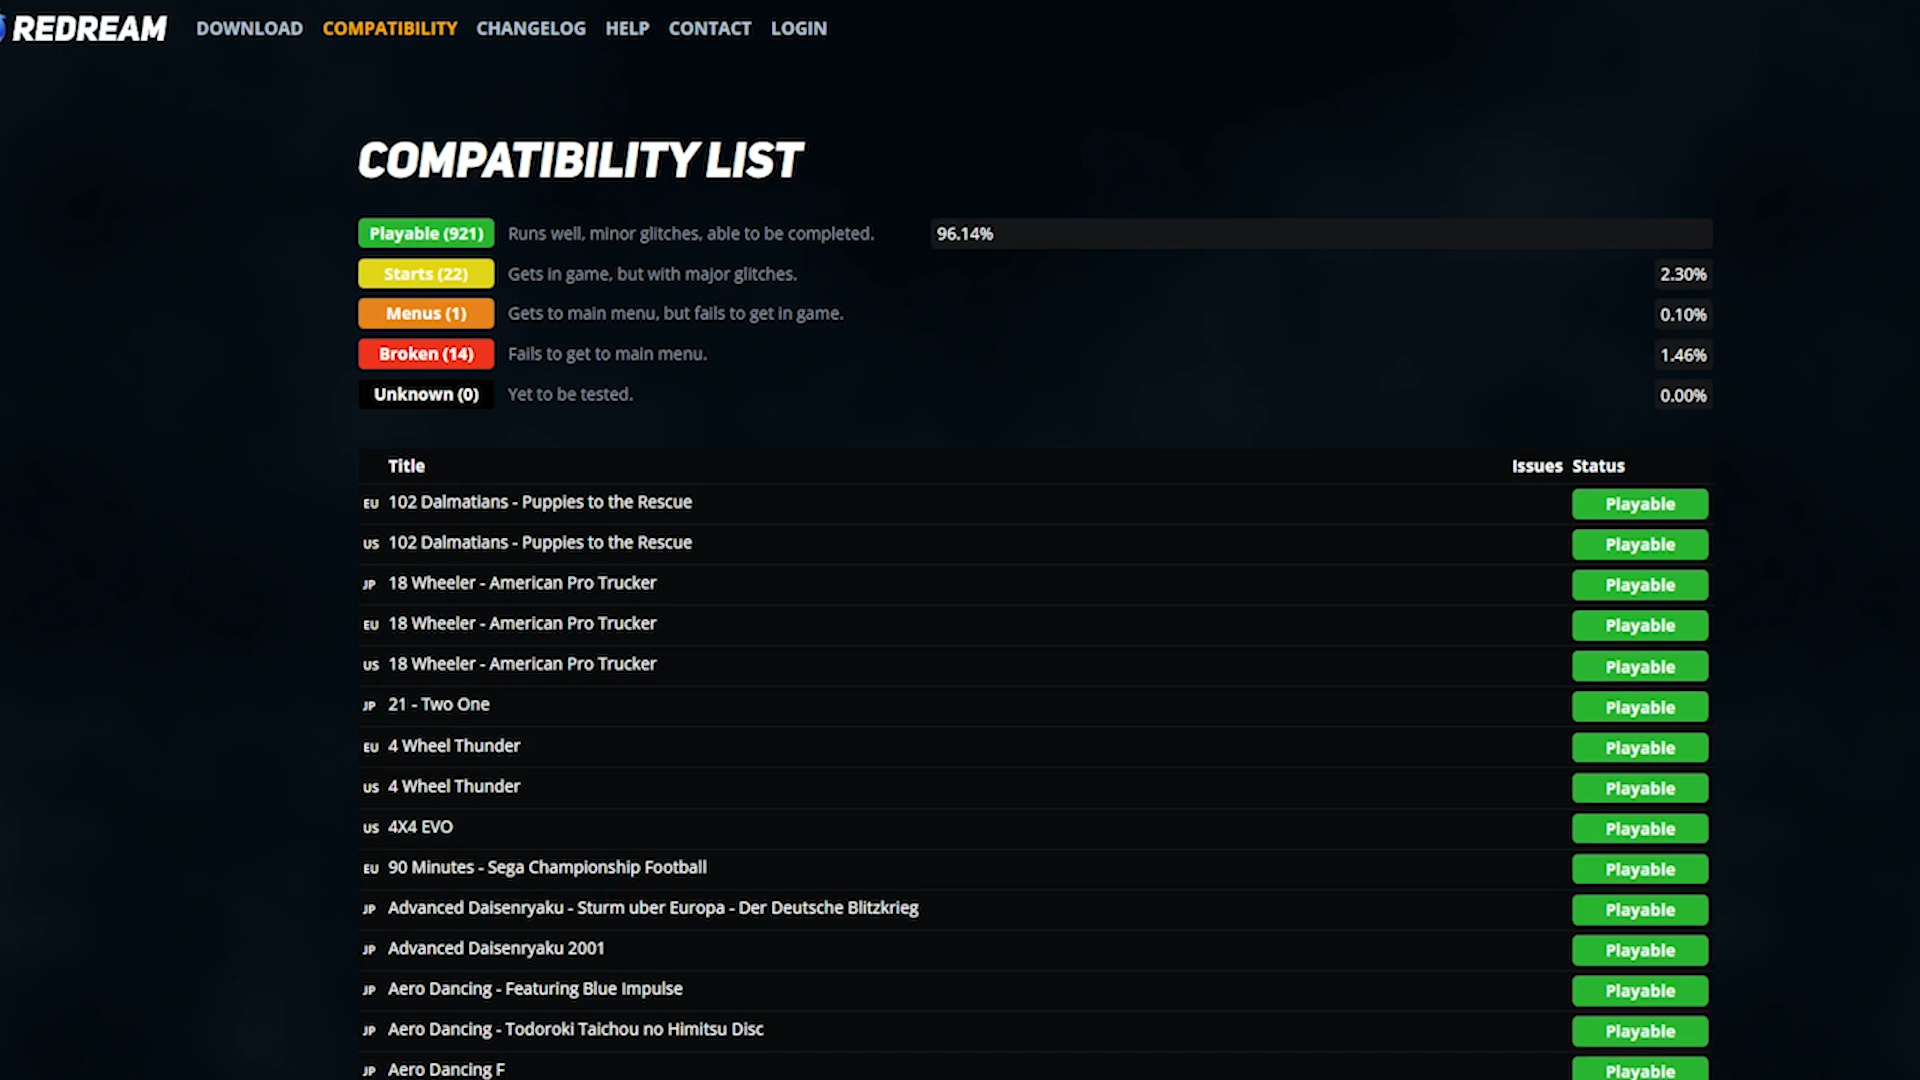 REDREAM DOWNLOAD COMPATIBILITY CHANGELOG HELP CONTACT LOGIN
COMPATIBILITY LIST
Playable (921) Runs well, minor glitches, able to be completed. 96.14%
Starts (22) Gets in game, but with major glitches. 2.30%
Menus (1) Gets to main menu, but fails to get in game. 0.10%
Broken (14) Fails to get to main menu. 1.46%
Unknown (0) Yet to be tested. 0.00%
Title Issues Status
EU 102 Dalmatians - Puppies to the Rescue Playable
US 102 Dalmatians - Puppies to the Rescue Playable
JP 18 Wheeler - American Pro Trucker Playable
EU 18 Wheeler - American Pro Trucker Playable
US 18 Wheeler - American Pro Trucker Playable
JP 21 - Two One Playable
EU 4 Wheel Thunder Playable
US 4 Wheel Thunder Playable
US 4X4 EVO Playable
EU 90 Minutes - Sega Championship Football Playable
JP Advanced Daisenryaku - Sturm uber Europa - Der Deutsche Blitzkrieg Playable
JP Advanced Daisenryaku 2001 Playable
JP Aero Dancing - Featuring Blue Impulse Playable
JP Aero Dancing - Todoroki Taichou no Himitsu Disc Playable
JP Aero Dancing F Playable